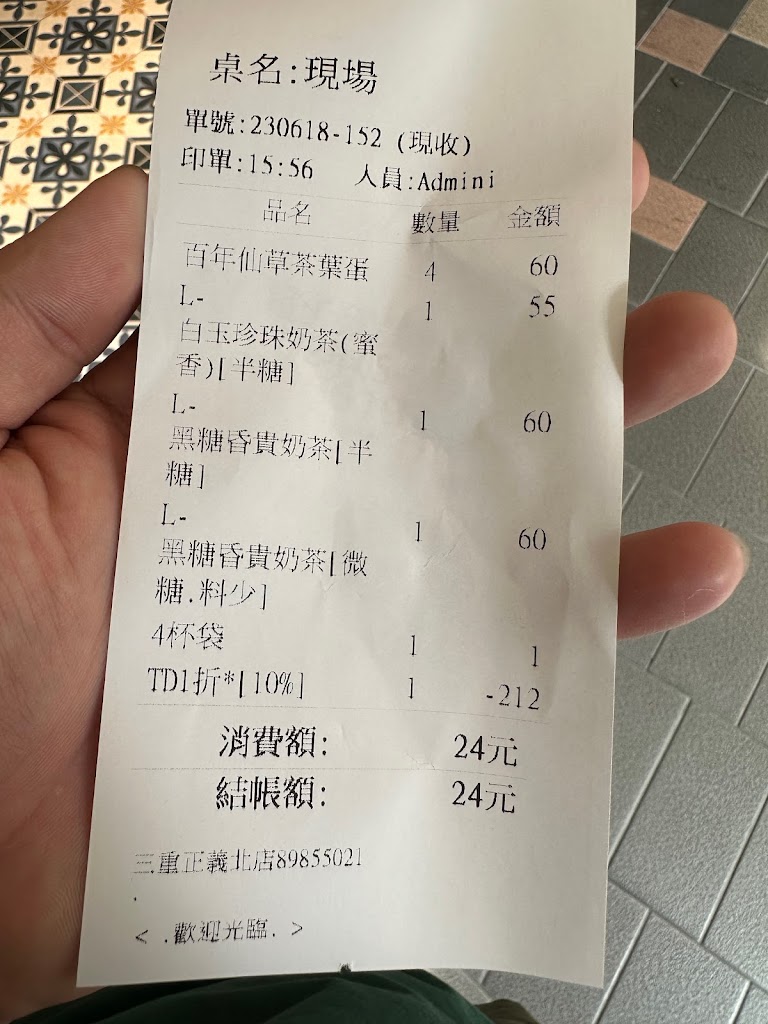 桌名:現場
單號:230618-152 (現收)
印單:15:56 人員:Admini
品名 數量 金額
百年仙草茶葉蛋 4 60
L- 1 55
白玉珍珠奶茶(蜜
香)[半糖]
L- 1 60
黑糖昏貴奶茶[半
糖]
L- 1 60
黑糖昏貴奶茶[微
糖.料少]
4杯袋 1 1
TD1折*[10%] 1 -212
消費額: 24元
結帳額: 24元
三重正義北店89855021
.
< .歡迎光臨. >